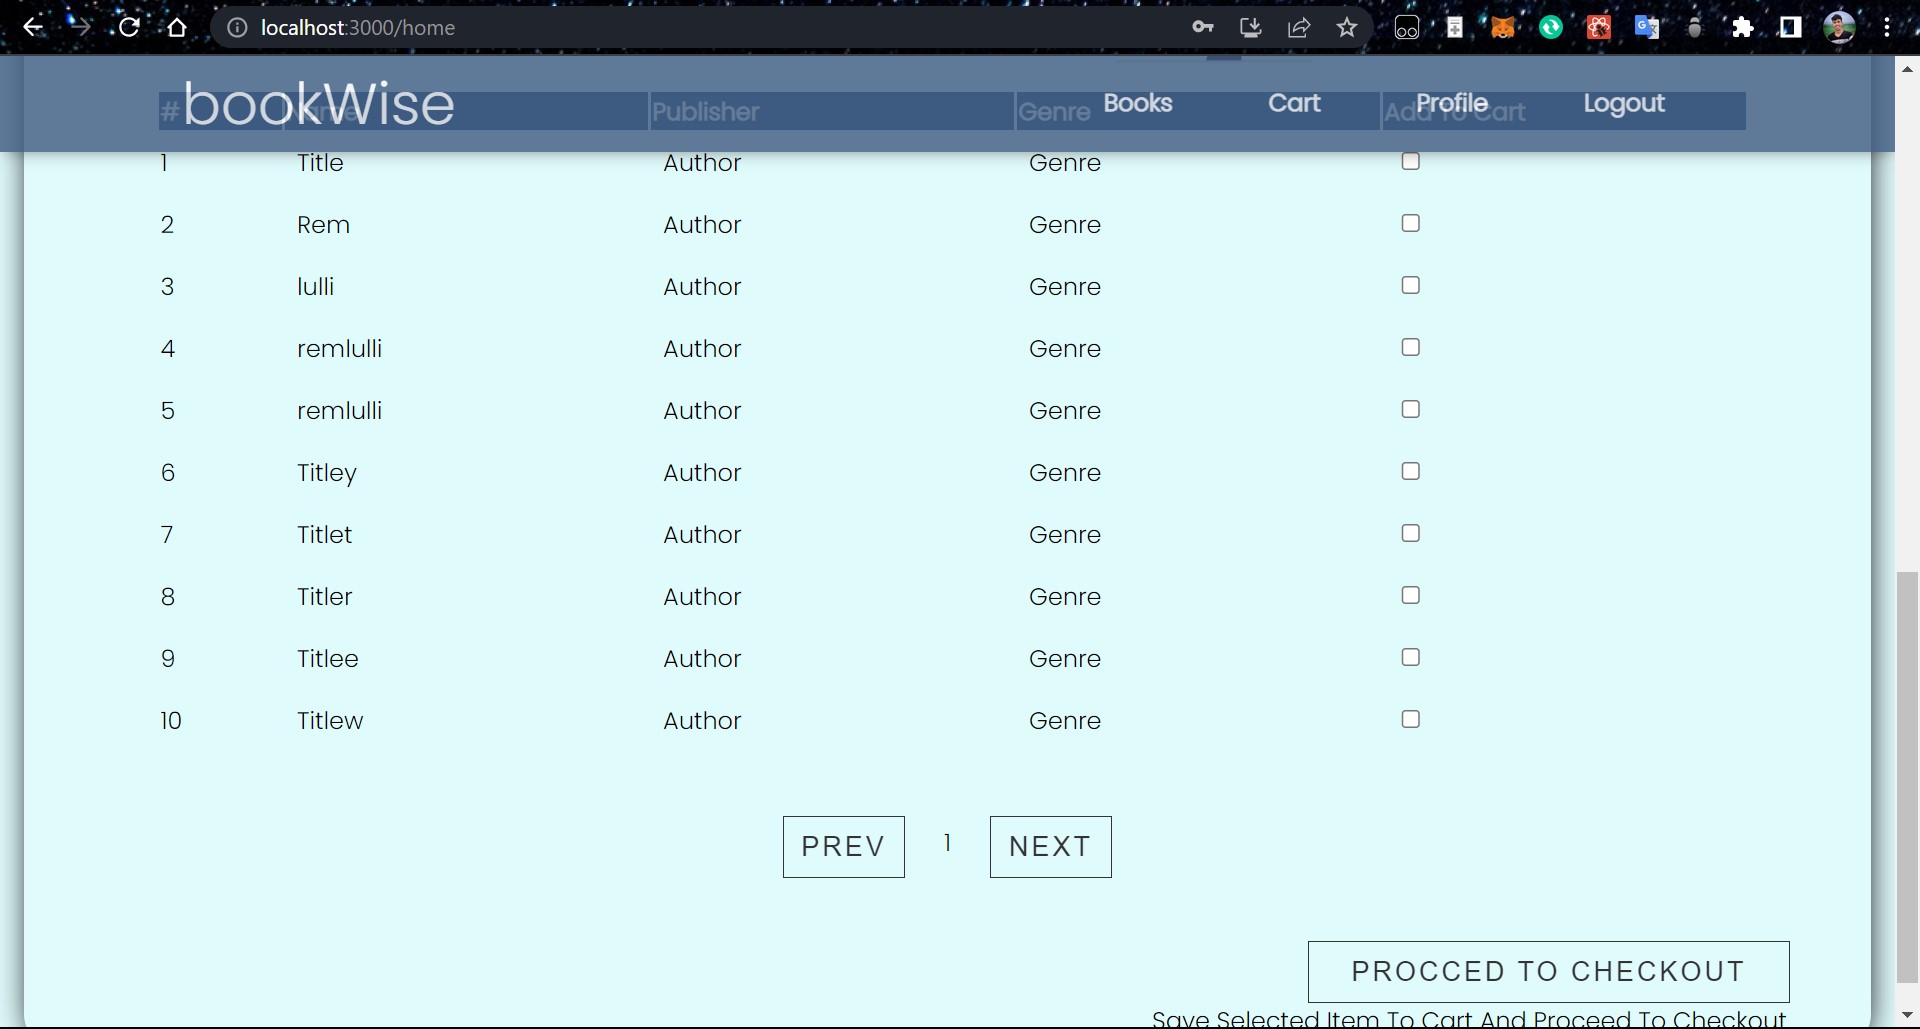 localhost:3000/home
bookWise Books Cart Profile Logout
# Name Publisher Genre Add To Cart
1 Title Author Genre
2 Rem Author Genre
3 lulli Author Genre
4 remlulli Author Genre
5 remlulli Author Genre
6 Titley Author Genre
7 Titlet Author Genre
8 Titler Author Genre
9 Titlee Author Genre
10 Titlew Author Genre
PREV 1 NEXT
PROCCED TO CHECKOUT
Save Selected Item To Cart And Proceed To Checkout